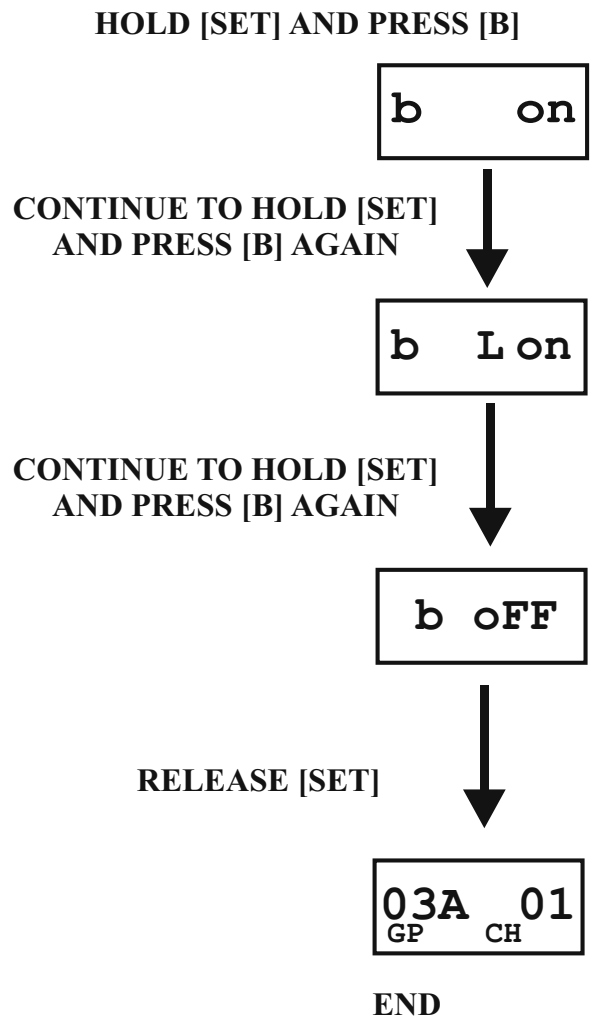 HOLD [SET] AND PRESS [B]
b on
CONTINUE TO HOLD [SET]
AND PRESS [B] AGAIN
b L on
CONTINUE TO HOLD [SET]
AND PRESS [B] AGAIN
b oFF
RELEASE [SET]
03A 01
GP CH
END